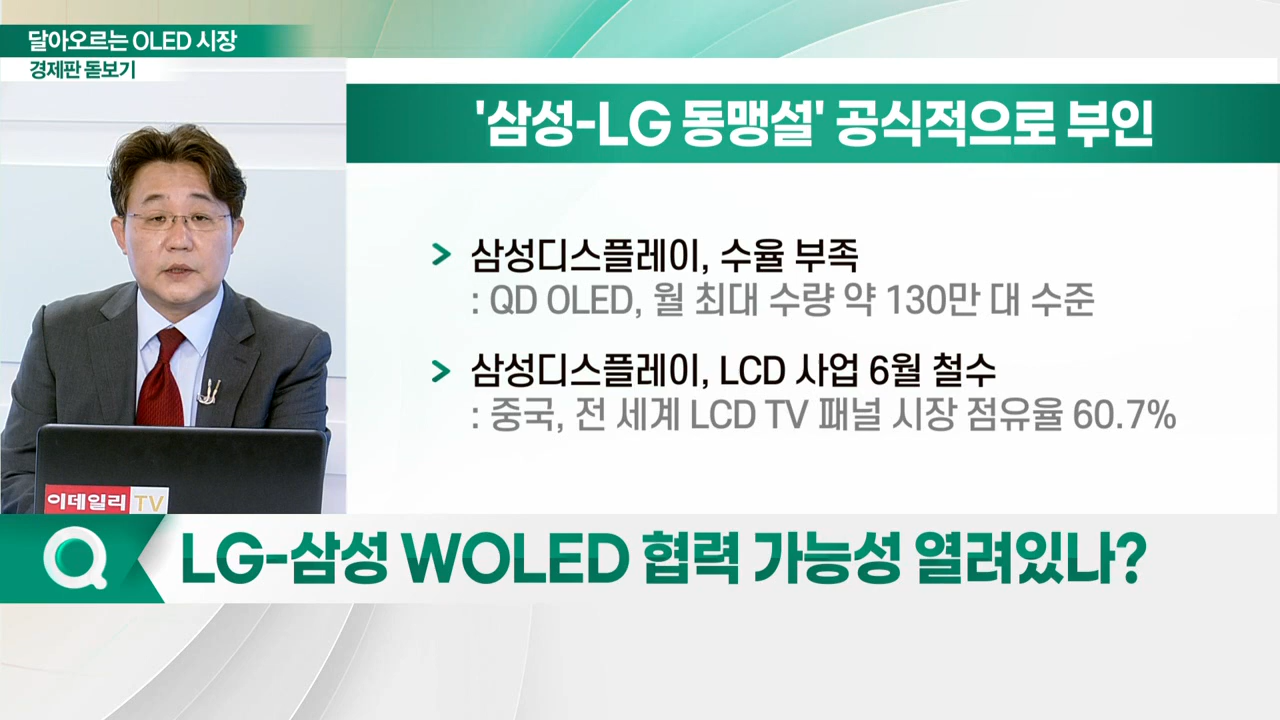 달아오르는 OLED 시장
경제판 돋보기
'삼성-LG 동맹설' 공식적으로 부인
> 삼성디스플레이, 수율 부족
: QD OLED, 월 최대 수량 약 130만 대 수준
> 삼성디스플레이, LCD 사업 6월 철수
: 중국, 전 세계 LCD TV 패널 시장 점유율 60.7%
이데일리 TV
Q LG-삼성 WOLED 협력 가능성 열려있나?